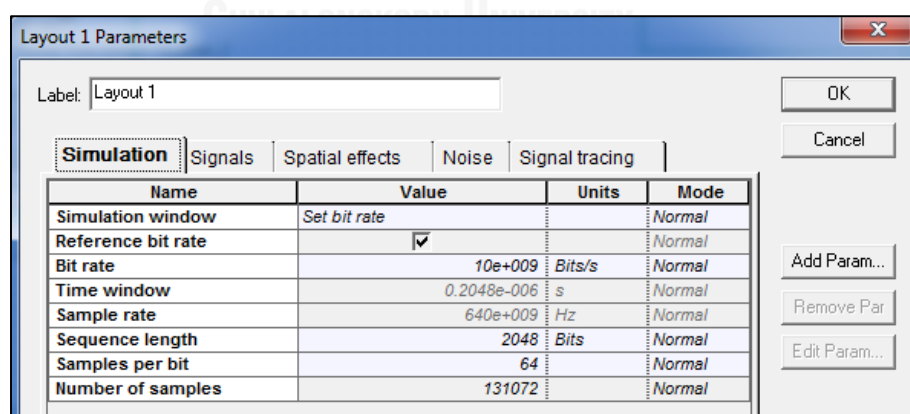 Layout 1 Parameters
x
Label: Layout 1
OK
Cancel
Simulation Signals Spatial effects Noise Signal tracing
Name Value Units Mode
Simulation window Set bit rate Normal
Reference bit rate Normal
Bit rate 10e+009 Bits/s Normal
Time window 0.2048e-006 s Normal
Sample rate 640e+009 Hz Normal
Sequence length 2048 Bits Normal
Samples per bit 64 Normal
Number of samples 131072 Normal
Add Param...
Remove Par
Edit Param...